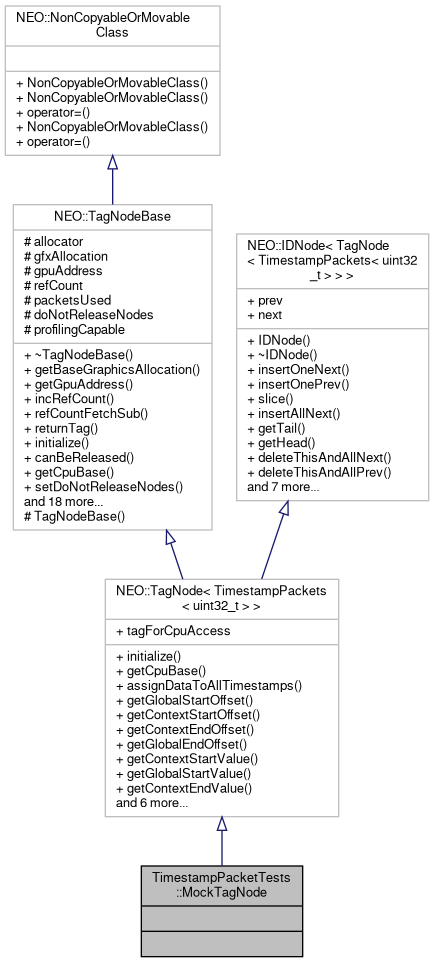 NEO::NonCopyableOrMovable
Class
+ NonCopyableOrMovableClass()
+ NonCopyableOrMovableClass()
+ operator=()
+ NonCopyableOrMovableClass()
+ operator=()
NEO::TagNodeBase
# allocator
# gfxAllocation
# gpuAddress
# refCount
# packetsUsed
# doNotReleaseNodes
# profilingCapable
+ ~TagNodeBase()
+ getBaseGraphicsAllocation()
+ getGpuAddress()
+ incRefCount()
+ refCountFetchSub()
+ returnTag()
+ initialize()
+ canBeReleased()
+ getCpuBase()
+ setDoNotReleaseNodes()
and 18 more...
# TagNodeBase()
NEO::IDNode< TagNode
< TimestampPackets< uint32
_t > > >
+ prev
+ next
+ IDNode()
+ ~IDNode()
+ insertOneNext()
+ insertOnePrev()
+ slice()
+ insertAllNext()
+ getTail()
+ getHead()
+ deleteThisAndAllNext()
+ deleteThisAndAllPrev()
and 7 more...
NEO::TagNode< TimestampPackets
< uint32_t > >
+ tagForCpuAccess
+ initialize()
+ getCpuBase()
+ assignDataToAllTimestamps()
+ getGlobalStartOffset()
+ getContextStartOffset()
+ getContextEndOffset()
+ getGlobalEndOffset()
+ getContextStartValue()
+ getGlobalStartValue()
+ getContextEndValue()
and 6 more...
TimestampPacketTests
::MockTagNode